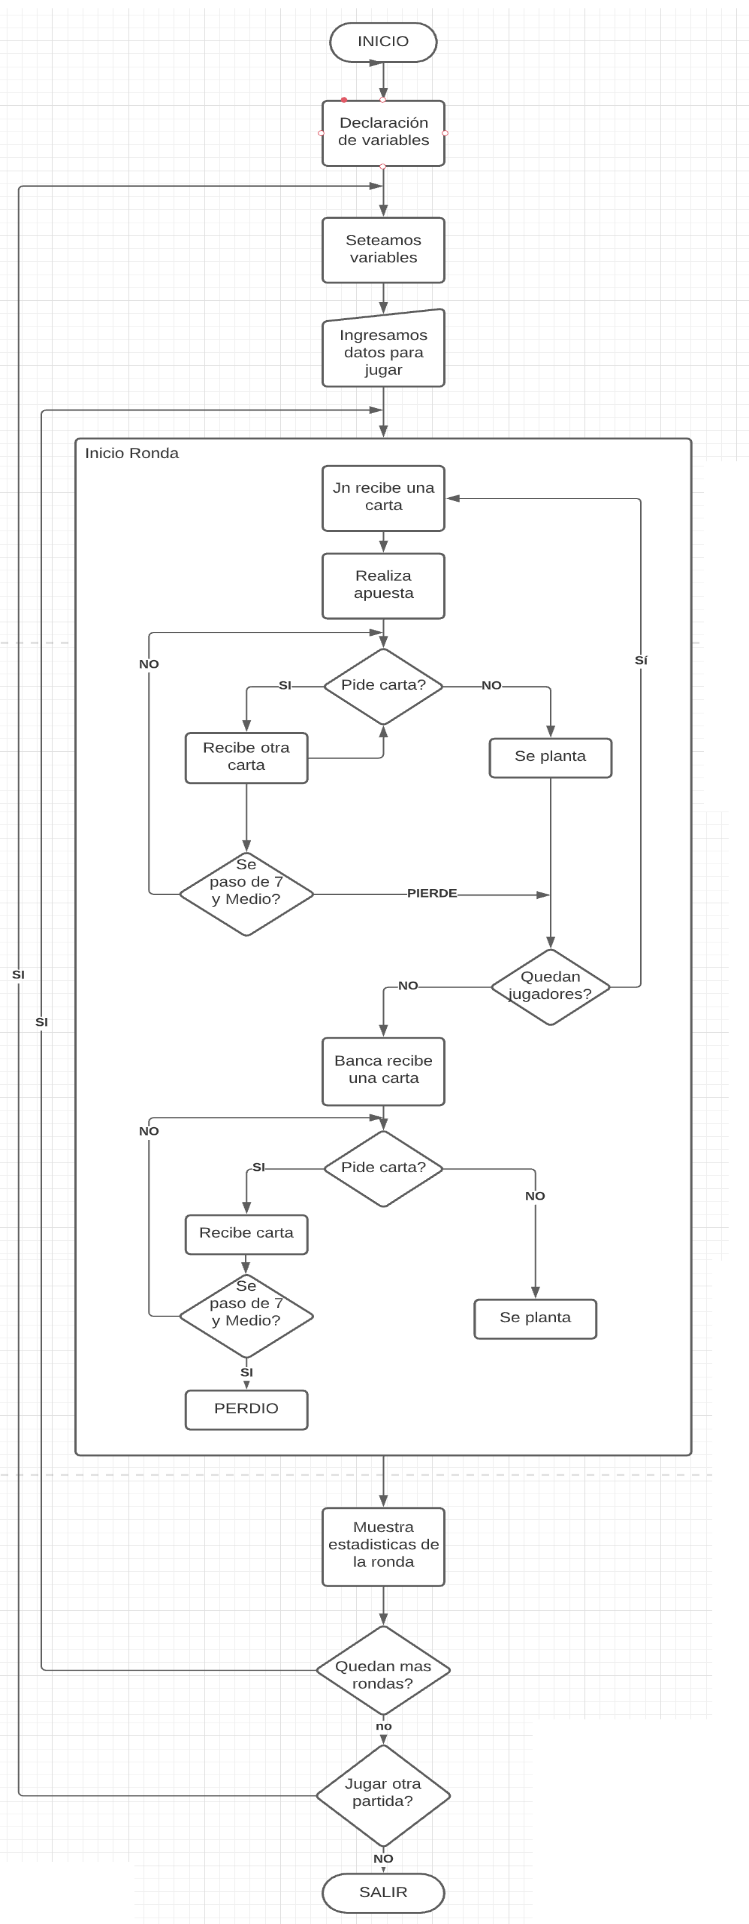 INICIO
Declaración
de variables
Seteamos
variables
Ingresamos
datos para
jugar
Inicio Ronda
Jn recibe una
carta
Realiza
apuesta
NO
Sí
Pide carta?
SI
NO
Recibe otra
carta
Se planta
Se
paso de 7
y Medio?
PIERDE
SI
Quedan
jugadores?
NO
SI
Banca recibe
una carta
NO
Pide carta?
SI
NO
Recibe carta
Se
paso de 7
y Medio?
Se planta
SI
PERDIO
Muestra
estadisticas de
la ronda
Quedan mas
rondas?
no
Jugar otra
partida?
NO
SALIR